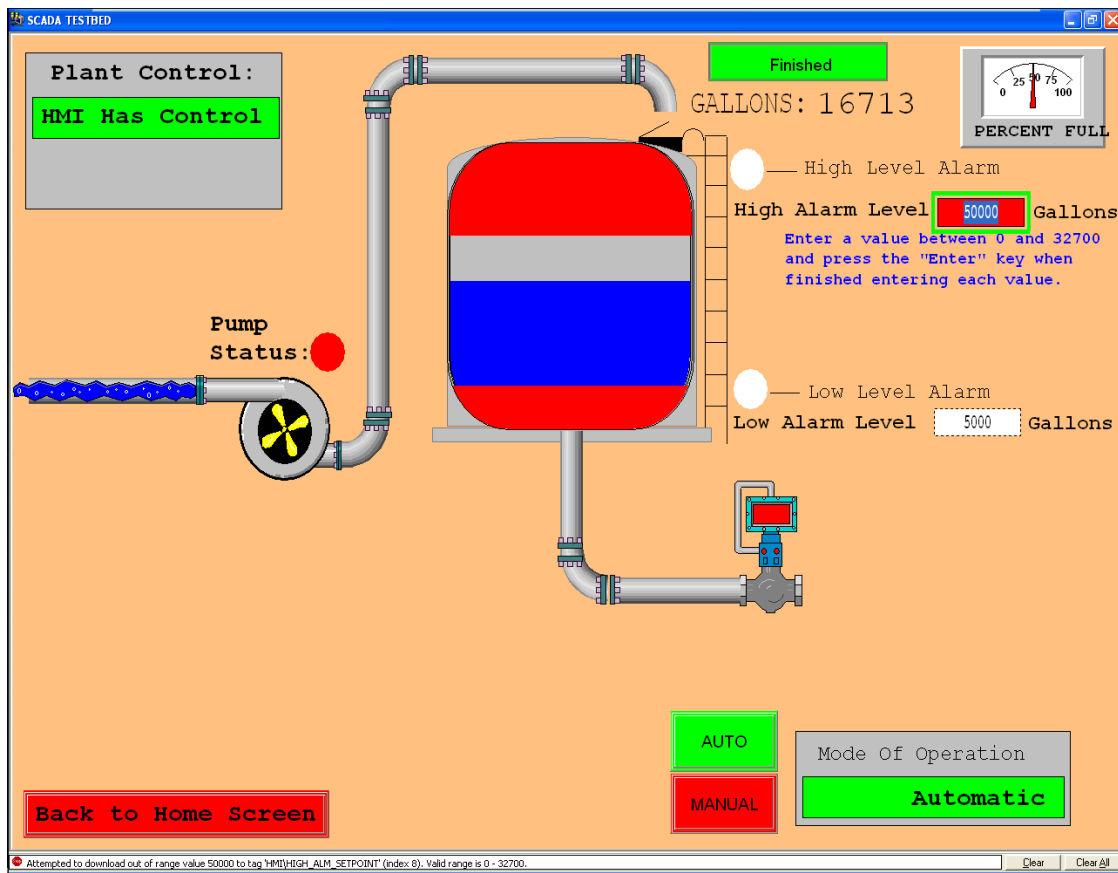 SCADA TESTBED
Plant Control:
HMI Has Control
Finished
GALLONS: 16713
0 25 50 75 100
PERCENT FULL
High Level Alarm
High Alarm Level 50000 Gallons
Enter a value between 0 and 32700
and press the "Enter" key when
finished entering each value.
Pump
Status:
Low Level Alarm
Low Alarm Level 5000 Gallons
AUTO
MANUAL
Mode Of Operation
Automatic
Back to Home Screen
Attempted to download out of range value 50000 to tag 'HMI\HIGH_ALM_SETPOINT' (index 8). Valid range is 0 - 32700.
Clear
Clear All